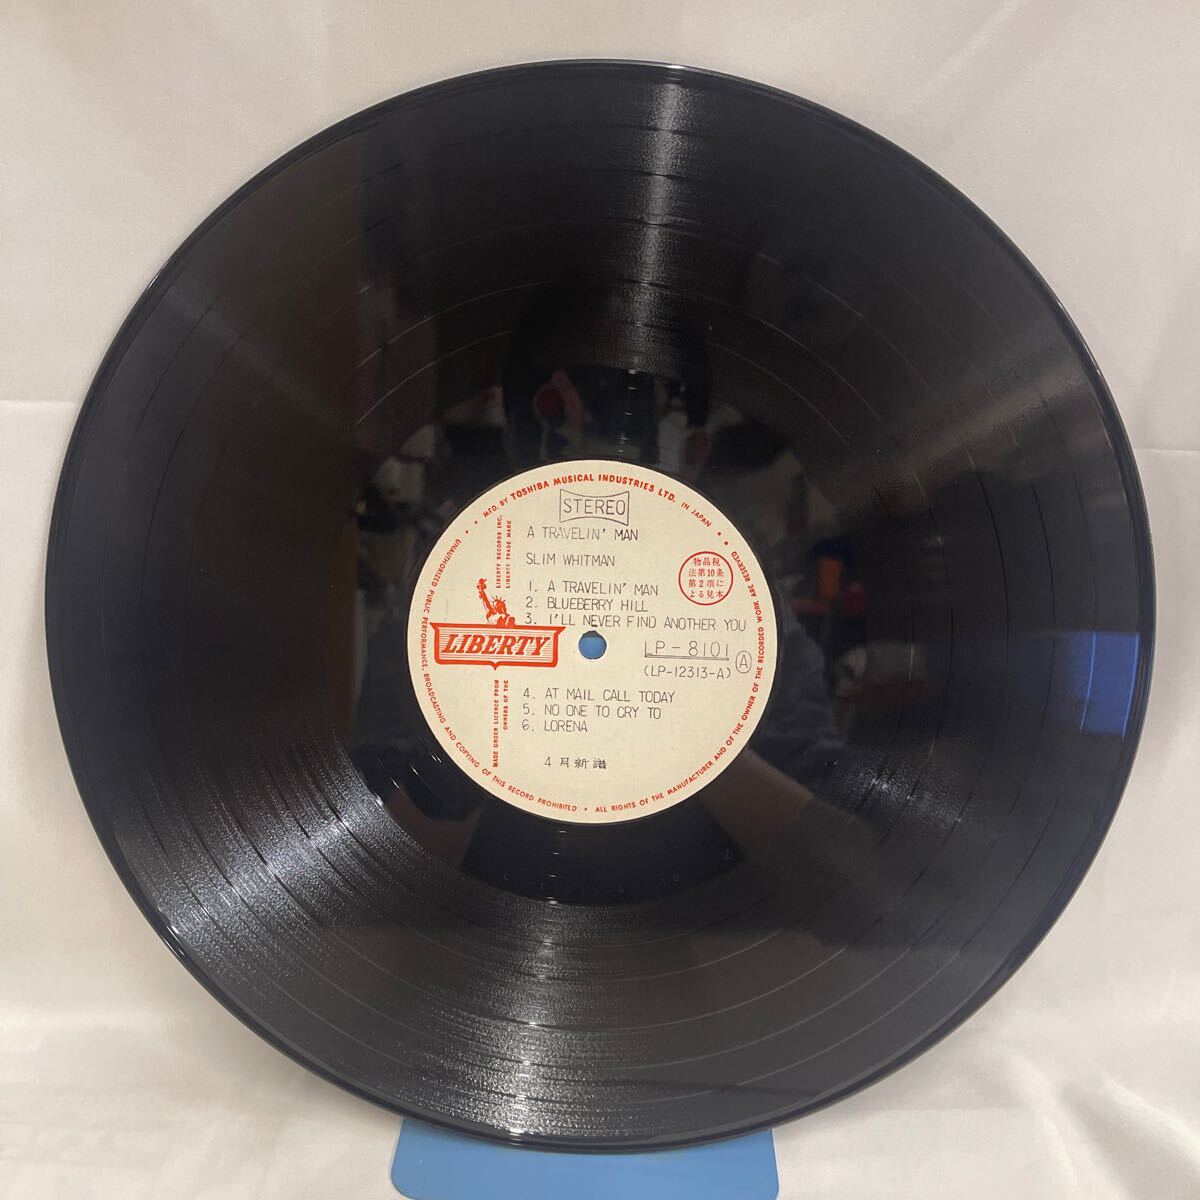 • MFD. BY TOSHIBA MUSICAL INDUSTRIES LTD. IN JAPAN •
STEREO
A TRAVELIN' MAN
SLIM WHITMAN
LIBERTY RECORDS INC.
LIBERTY TRADE MARK
物品税
法第10条
第2項に
よる見本
1. A TRAVELIN' MAN
2. BLUEBERRY HILL
3. I'LL NEVER FIND ANOTHER YOU
LIBERTY
LP-8101
(LP-12313-A) A
4. AT MAIL CALL TODAY
5. NO ONE TO CRY TO
6. LORENA
MADE UNDER LICENCE FROM
OWNERS OF THE
4月新譜
• UNAUTHORIZED PUBLIC PERFORMANCE, BROADCASTING AND COPYING OF THIS RECORD PROHIBITED • ALL RIGHTS OF THE MANUFACTURER AND OF THE OWNER OF THE RECORDED WORK ARE RESERVED •